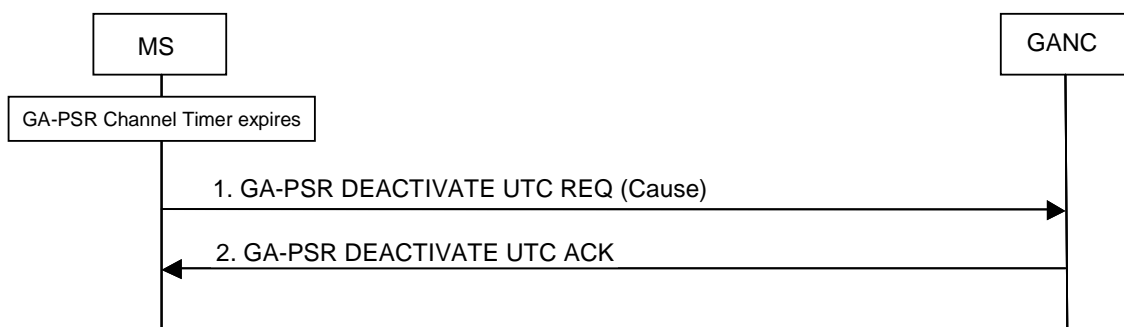 MS
GANC
GA-PSR Channel Timer expires
1. GA-PSR DEACTIVATE UTC REQ (Cause)
2. GA-PSR DEACTIVATE UTC ACK